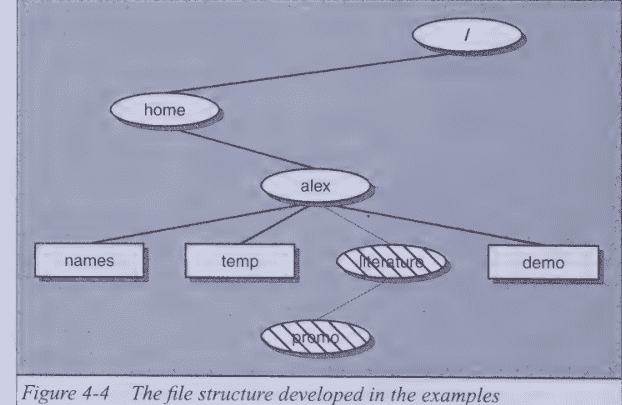 /
home
alex
names temp literature demo
promo
Figure 4-4 The file structure developed in the examples